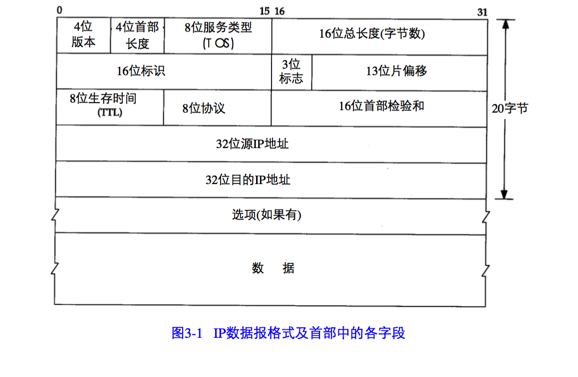 0 15 16 31
4位 4位首部 8位服务类型 16位总长度(字节数)
版本 长度 (T OS)
16位标识 3位 13位片偏移
标志
8位生存时间 8位协议 16位首部检验和 20字节
(TTL)
32位源IP地址
32位目的IP地址
选项(如果有)
数 据
图3-1 IP数据报格式及首部中的各字段